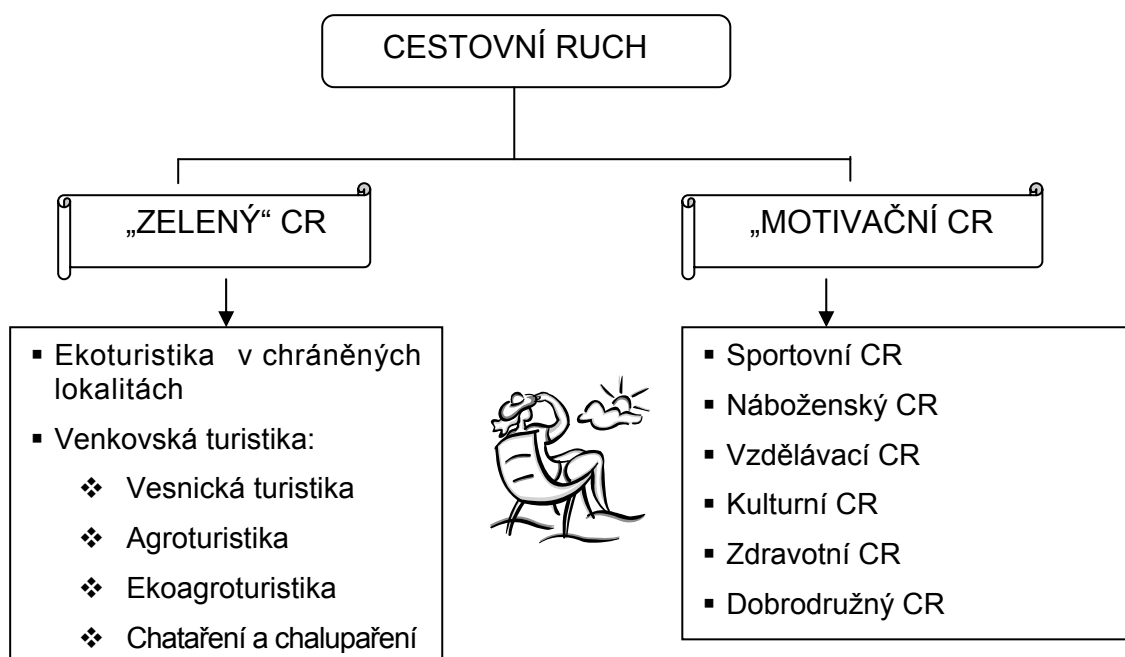 CESTOVNÍ RUCH
„ZELENÝ“ CR
„MOTIVAČNÍ CR
▪ Ekoturistika v chráněných
lokalitách
▪ Venkovská turistika:
❖ Vesnická turistika
❖ Agroturistika
❖ Ekoagroturistika
❖ Chataření a chalupaření
▪ Sportovní CR
▪ Náboženský CR
▪ Vzdělávací CR
▪ Kulturní CR
▪ Zdravotní CR
▪ Dobrodružný CR